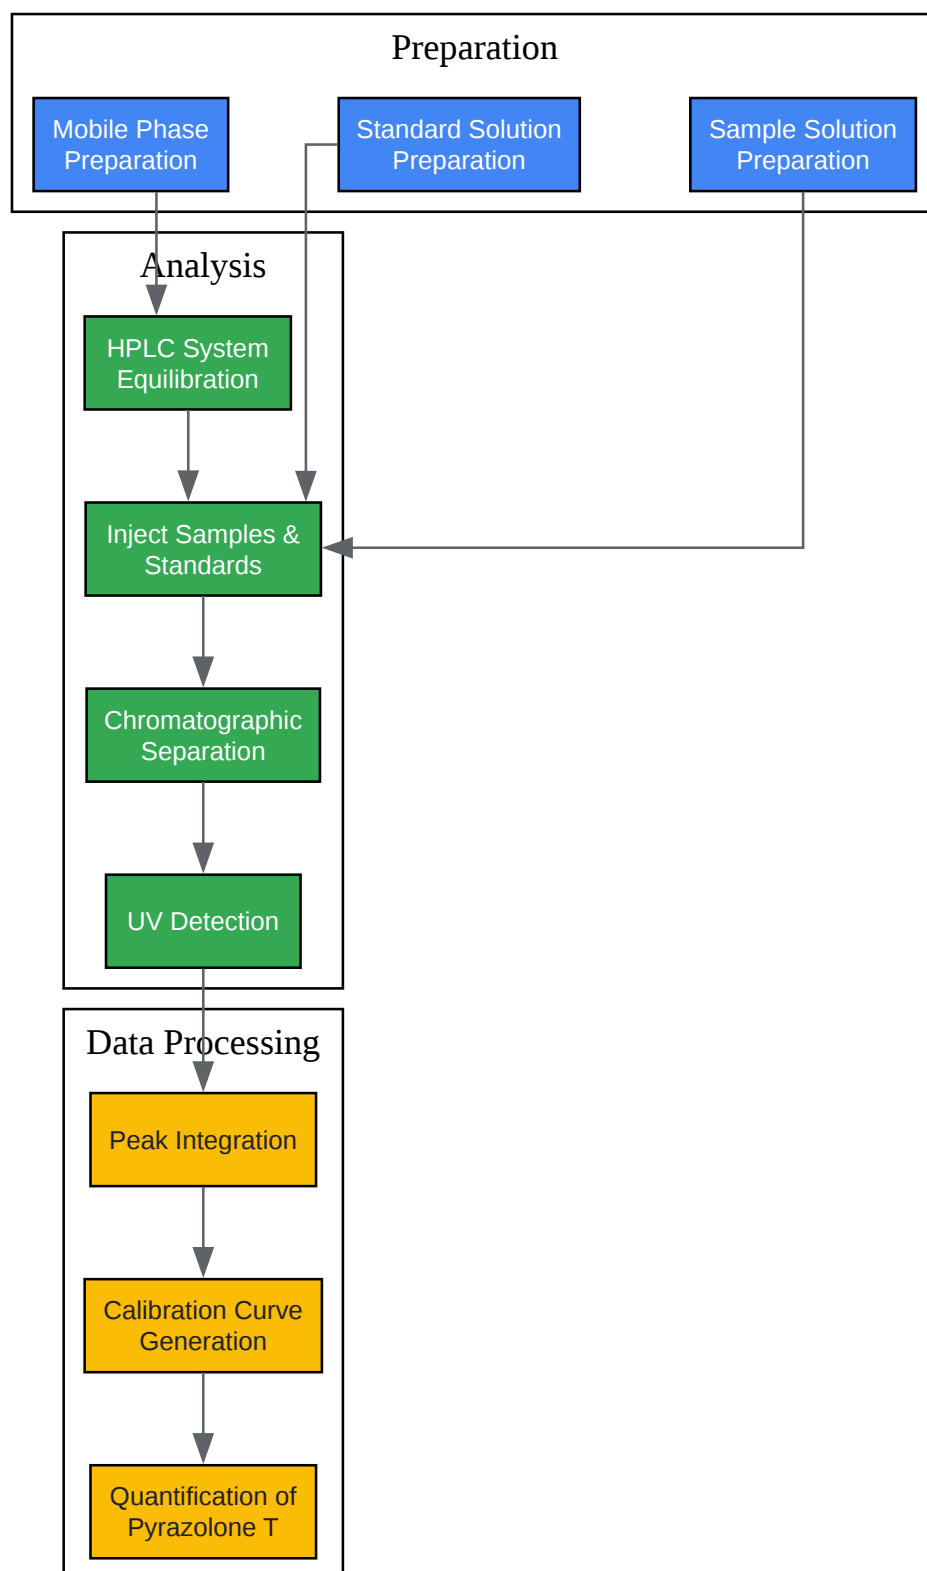 Preparation
Mobile Phase
Preparation
Standard Solution
Preparation
Sample Solution
Preparation
Analysis
HPLC System
Equilibration
Inject Samples &
Standards
Chromatographic
Separation
UV Detection
Data Processing
Peak Integration
Calibration Curve
Generation
Quantification of
Pyrazolone T